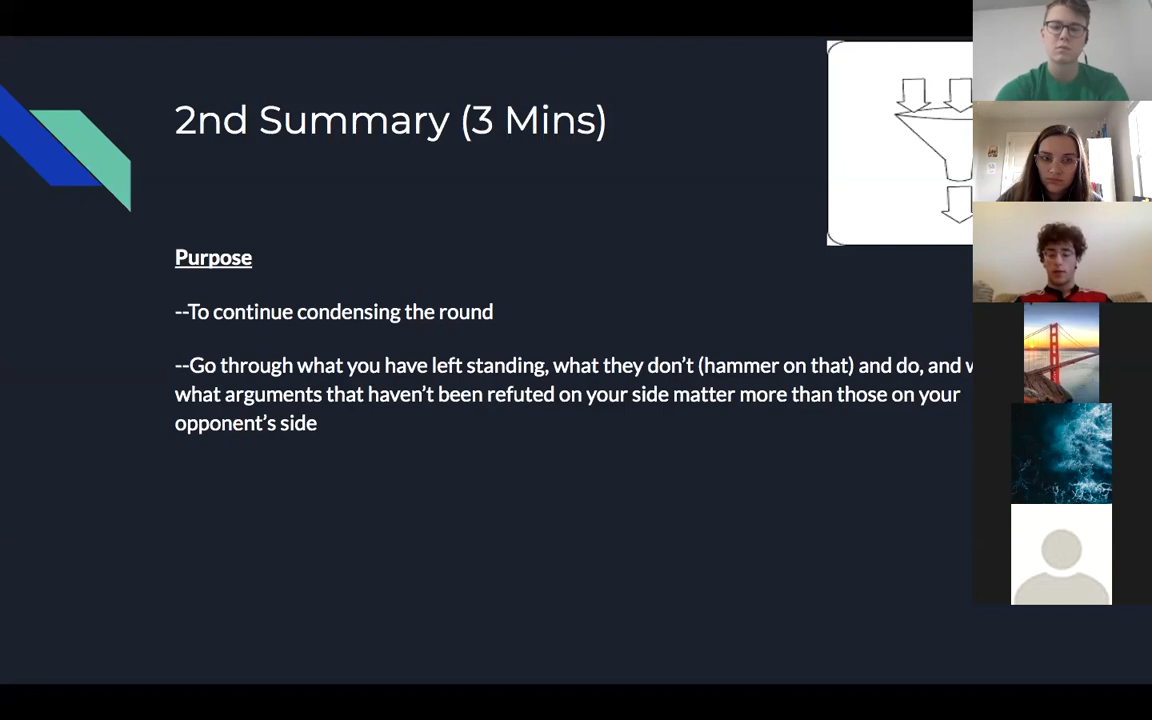 2nd Summary (3 Mins)
Purpose
--To continue condensing the round
--Go through what you have left standing, what they don’t (hammer on that) and do, and
what arguments that haven’t been refuted on your side matter more than those on your
opponent’s side